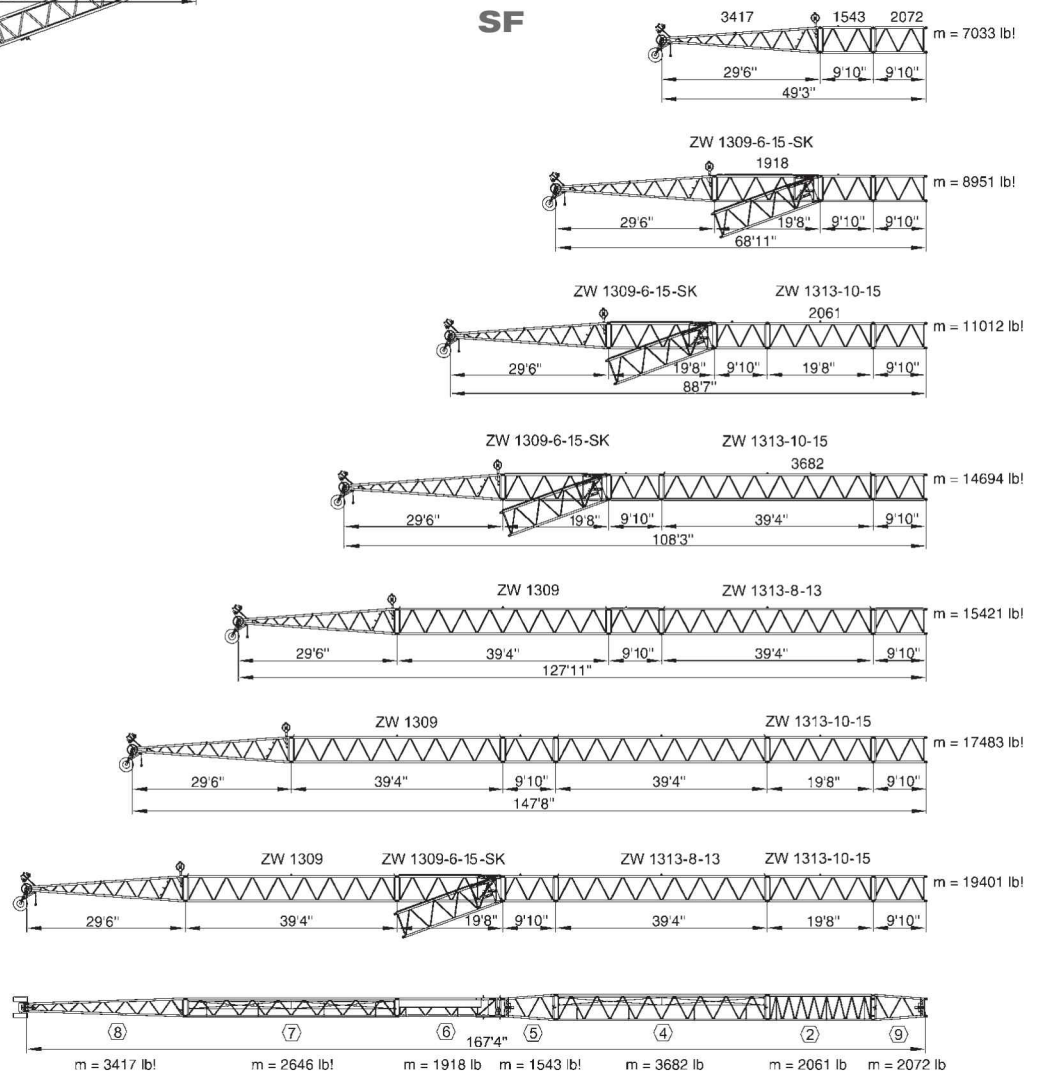 SF
3417 1543 2072
m = 7033 lb!
29'6" 9'10" 9'10"
49'3"
ZW 1309-6-15-SK
1918
m = 8951 lb!
29'6" 19'8" 9'10" 9'10"
68'11"
ZW 1309-6-15-SK ZW 1313-10-15
2061
m = 11012 lb!
29'6" 19'8" 9'10" 19'8" 9'10"
88'7"
ZW 1309-6-15-SK ZW 1313-10-15
3682
m = 14694 lb!
29'6" 19'8" 9'10" 39'4" 9'10"
108'3"
ZW 1309 ZW 1313-8-13
m = 15421 lb!
29'6" 39'4" 9'10" 39'4" 9'10"
127'11"
ZW 1309 ZW 1313-10-15
m = 17483 lb!
29'6" 39'4" 9'10" 39'4" 19'8" 9'10"
147'8"
ZW 1309 ZW 1309-6-15-SK ZW 1313-8-13 ZW 1313-10-15
m = 19401 lb!
29'6" 39'4" 19'8" 9'10" 39'4" 19'8" 9'10"
8 7 6 5 4 2 9
167'4"
m = 3417 lb! m = 2646 lb! m = 1918 lb m = 1543 lb! m = 3682 lb m = 2061 lb m = 2072 lb